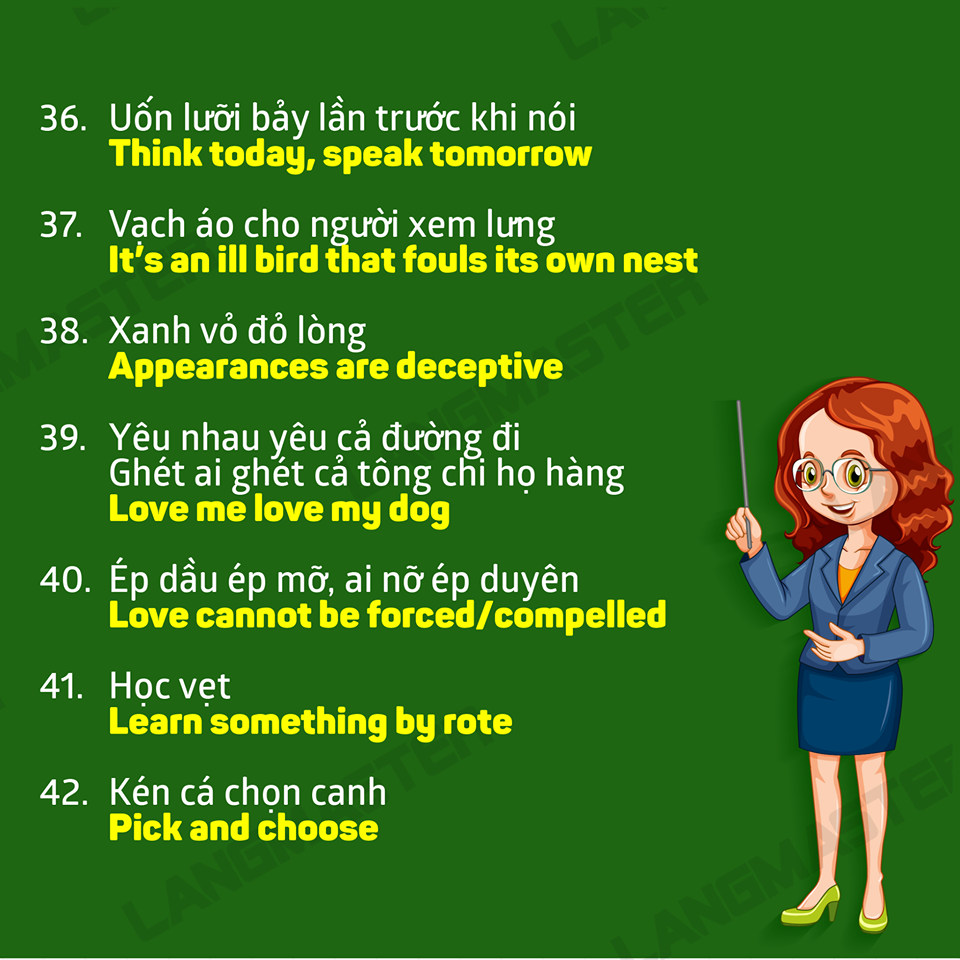 36. Uốn lưỡi bảy lần trước khi nói
Think today, speak tomorrow
37. Vạch áo cho người xem lưng
It's an ill bird that fouls its own nest
38. Xanh vỏ đỏ lòng
Appearances are deceptive
39. Yêu nhau yêu cả đường đi
Ghét ai ghét cả tông chi họ hàng
Love me love my dog
40. Ép dầu ép mỡ, ai nỡ ép duyên
Love cannot be forced/compelled
41. Học vẹt
Learn something by rote
42. Kén cá chọn canh
Pick and choose
LANGMASTER
LANGMASTER
LANGMASTER